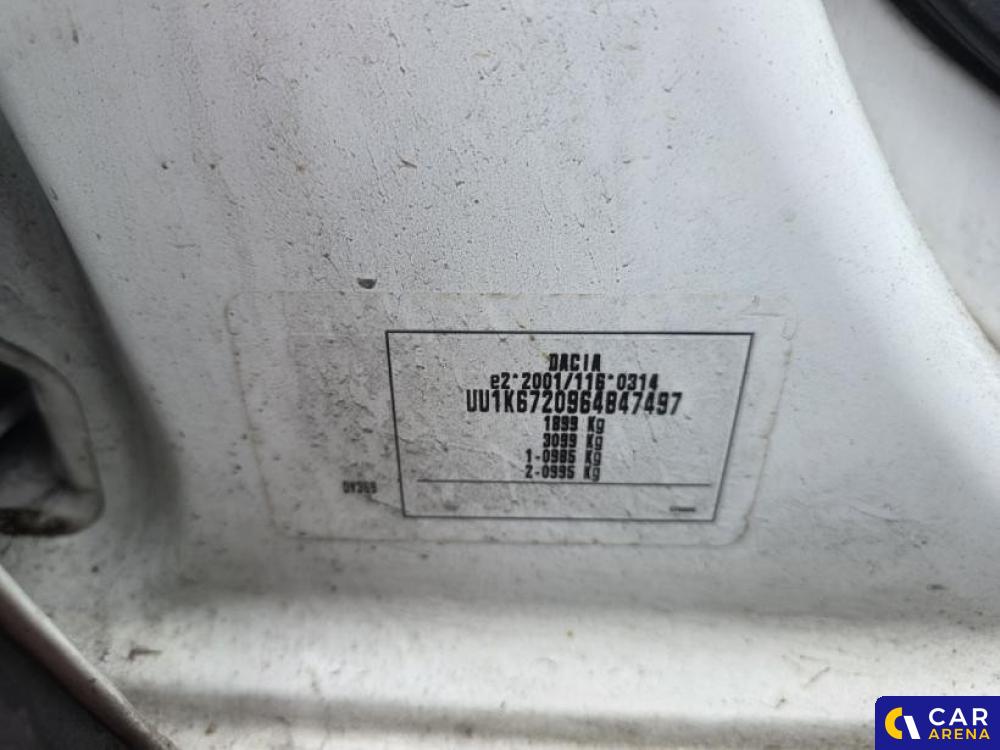 DACIA
e2*2001/116*0314
UU1K6720964847497
1899 Kg
3099 Kg
1-0985 Kg
2-0995 Kg
CAR
ARENA